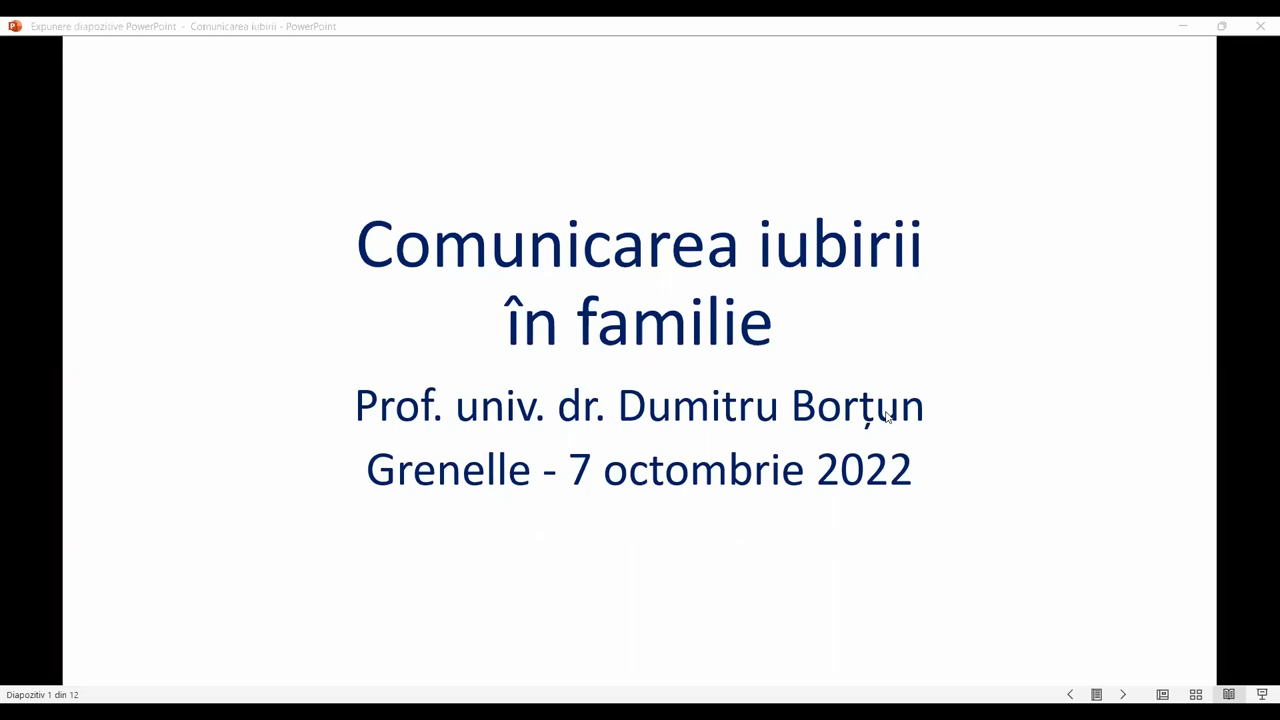 Expunere diapozitive PowerPoint - Comunicarea iubirii - PowerPoint
Comunicarea iubirii
în familie
Prof. univ. dr. Dumitru Borțun
Grenelle - 7 octombrie 2022
Diapozitiv 1 din 12